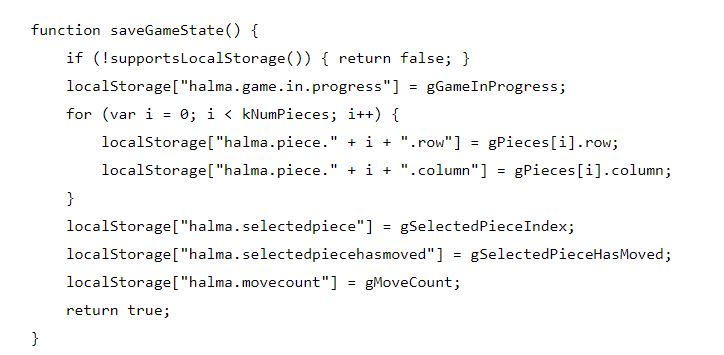 function saveGameState() {
    if (!supportsLocalStorage()) { return false; }
    localStorage["halma.game.in.progress"] = gGameInProgress;
    for (var i = 0; i < kNumPieces; i++) {
        localStorage["halma.piece." + i + ".row"] = gPieces[i].row;
        localStorage["halma.piece." + i + ".column"] = gPieces[i].column;
    }
    localStorage["halma.selectedpiece"] = gSelectedPieceIndex;
    localStorage["halma.selectedpiecehasmoved"] = gSelectedPieceHasMoved;
    localStorage["halma.movecount"] = gMoveCount;
    return true;
}